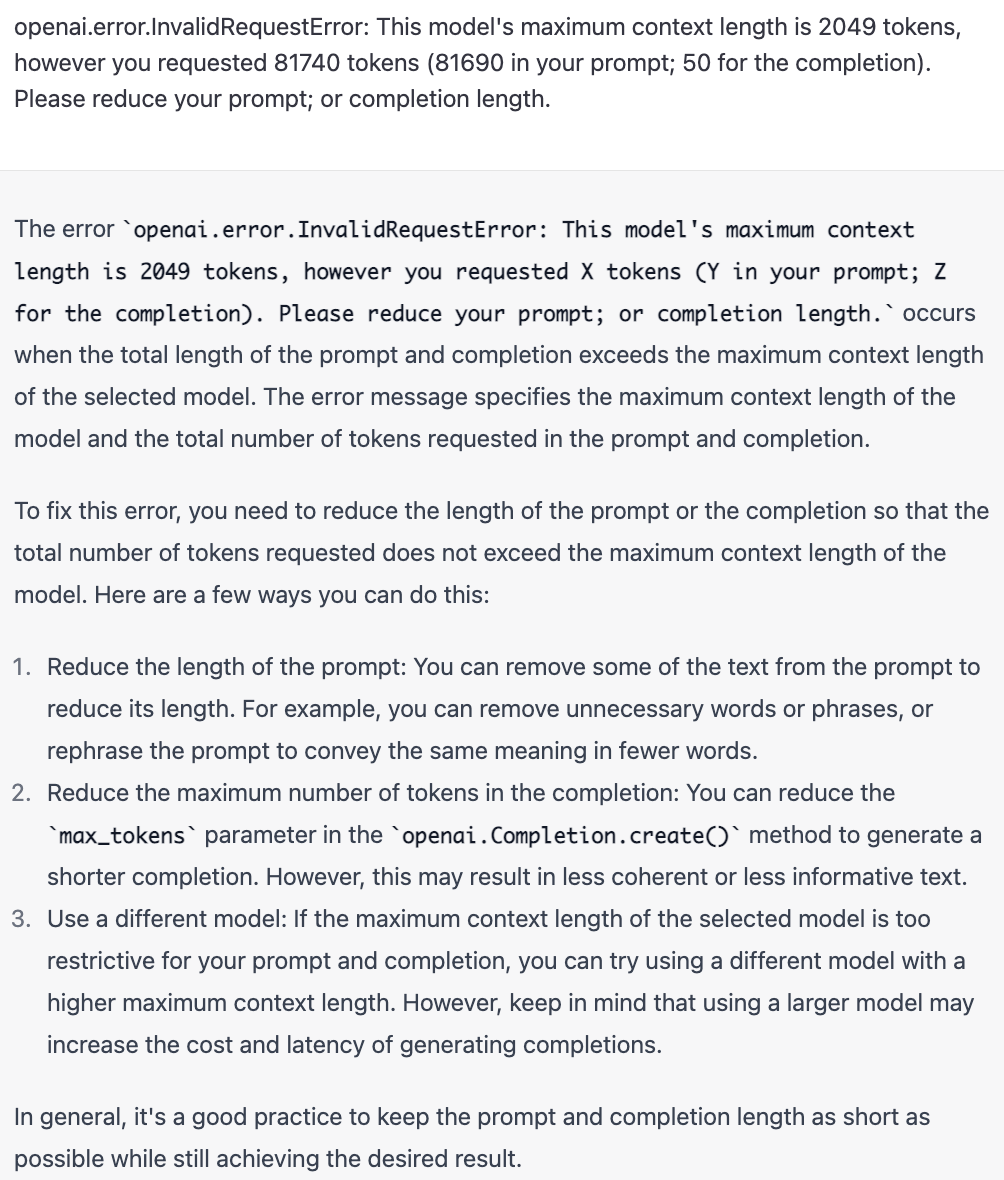 openai.error.InvalidRequestError: This model's maximum context length is 2049 tokens,
however you requested 81740 tokens (81690 in your prompt; 50 for the completion).
Please reduce your prompt; or completion length.
The error `openai.error.InvalidRequestError: This model's maximum context
length is 2049 tokens, however you requested X tokens (Y in your prompt; Z
for the completion). Please reduce your prompt; or completion length.` occurs
when the total length of the prompt and completion exceeds the maximum context length
of the selected model. The error message specifies the maximum context length of the
model and the total number of tokens requested in the prompt and completion.
To fix this error, you need to reduce the length of the prompt or the completion so that the
total number of tokens requested does not exceed the maximum context length of the
model. Here are a few ways you can do this:
1. Reduce the length of the prompt: You can remove some of the text from the prompt to
reduce its length. For example, you can remove unnecessary words or phrases, or
rephrase the prompt to convey the same meaning in fewer words.
2. Reduce the maximum number of tokens in the completion: You can reduce the
`max_tokens` parameter in the `openai.Completion.create()` method to generate a
shorter completion. However, this may result in less coherent or less informative text.
3. Use a different model: If the maximum context length of the selected model is too
restrictive for your prompt and completion, you can try using a different model with a
higher maximum context length. However, keep in mind that using a larger model may
increase the cost and latency of generating completions.
In general, it's a good practice to keep the prompt and completion length as short as
possible while still achieving the desired result.